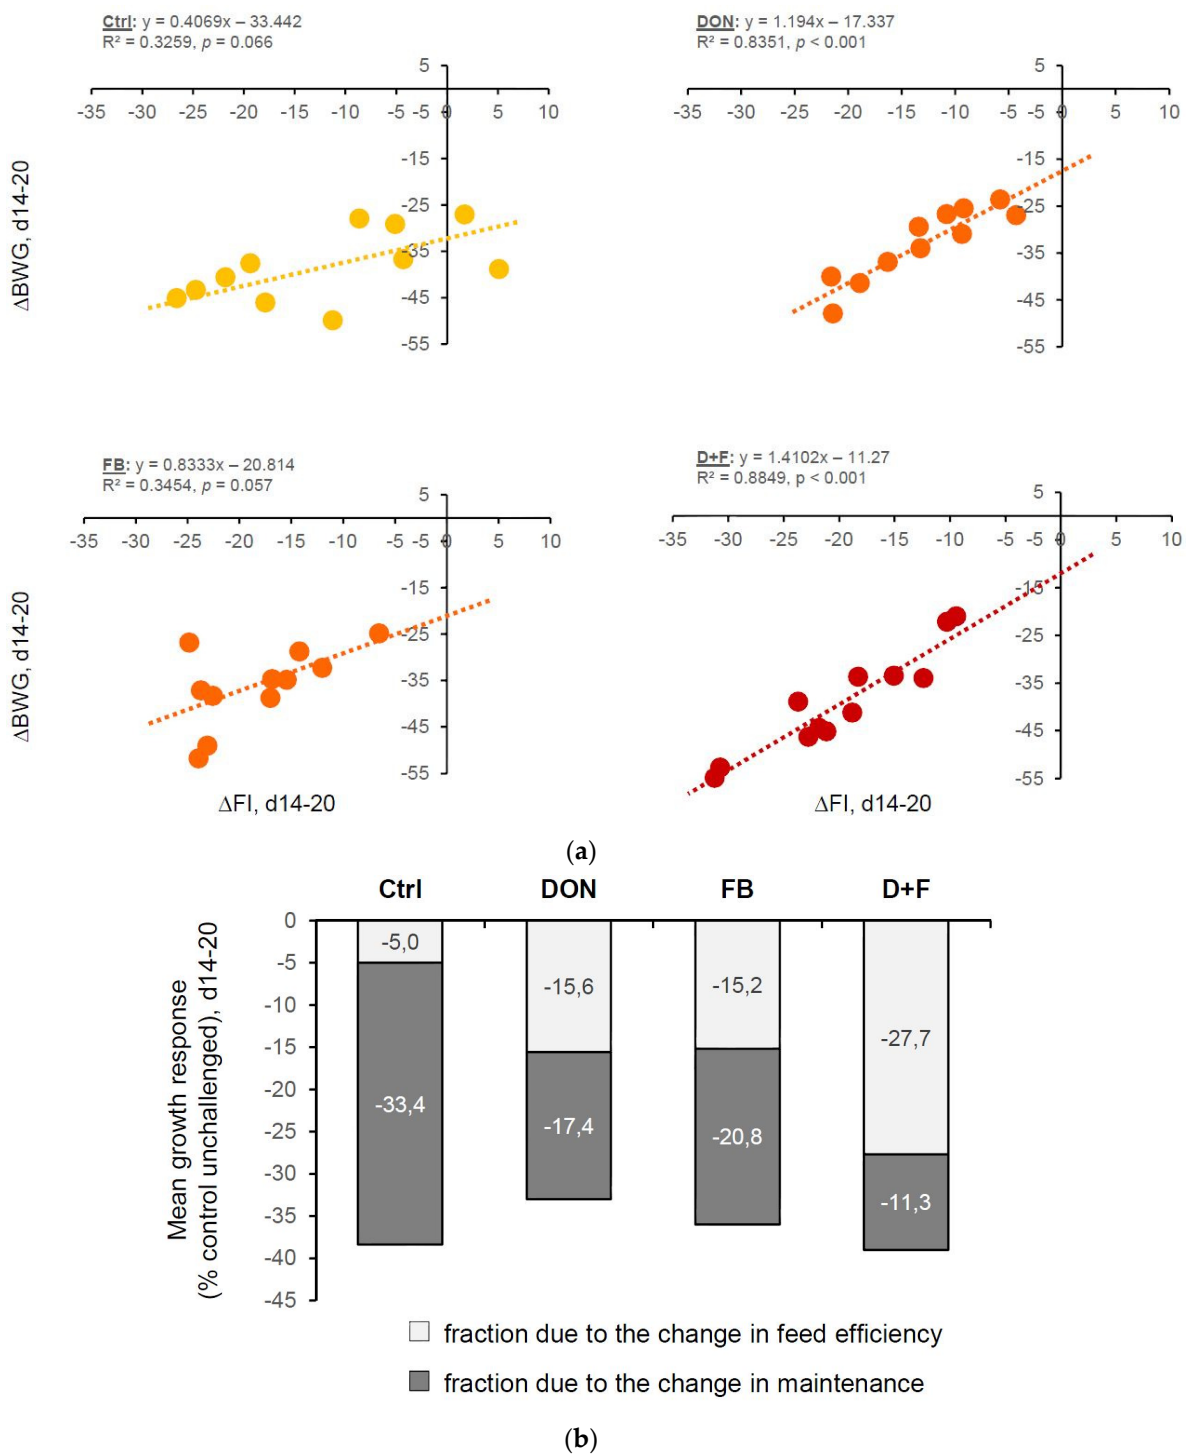 Ctrl: y = 0.4069x – 33.442
R² = 0.3259, p = 0.066
DON: y = 1.194x – 17.337
R² = 0.8351, p < 0.001
5
-35 -30 -25 -20 -15 -10 -5 0 5 10
-5
-15
-25
-35
-45
-55
ΔBWG, d14-20
5
-35 -30 -25 -20 -15 -10 -5 0 5 10
-5
-15
-25
-35
-45
-55
FB: y = 0.8333x – 20.814
R² = 0.3454, p = 0.057
D+F: y = 1.4102x – 11.27
R² = 0.8849, p < 0.001
5
-35 -30 -25 -20 -15 -10 -5 0 5 10
-5
-15
-25
-35
-45
-55
ΔBWG, d14-20
ΔFI, d14-20
5
-35 -30 -25 -20 -15 -10 -5 0 5 10
-5
-15
-25
-35
-45
-55
ΔFI, d14-20
(a)
Ctrl DON FB D+F
Mean growth response
(% control unchallenged), d14-20
0
-5
-10
-15
-20
-25
-30
-35
-40
-45
-5,0
-15,6
-15,2
-27,7
-33,4
-17,4
-20,8
-11,3
fraction due to the change in feed efficiency
fraction due to the change in maintenance
(b)